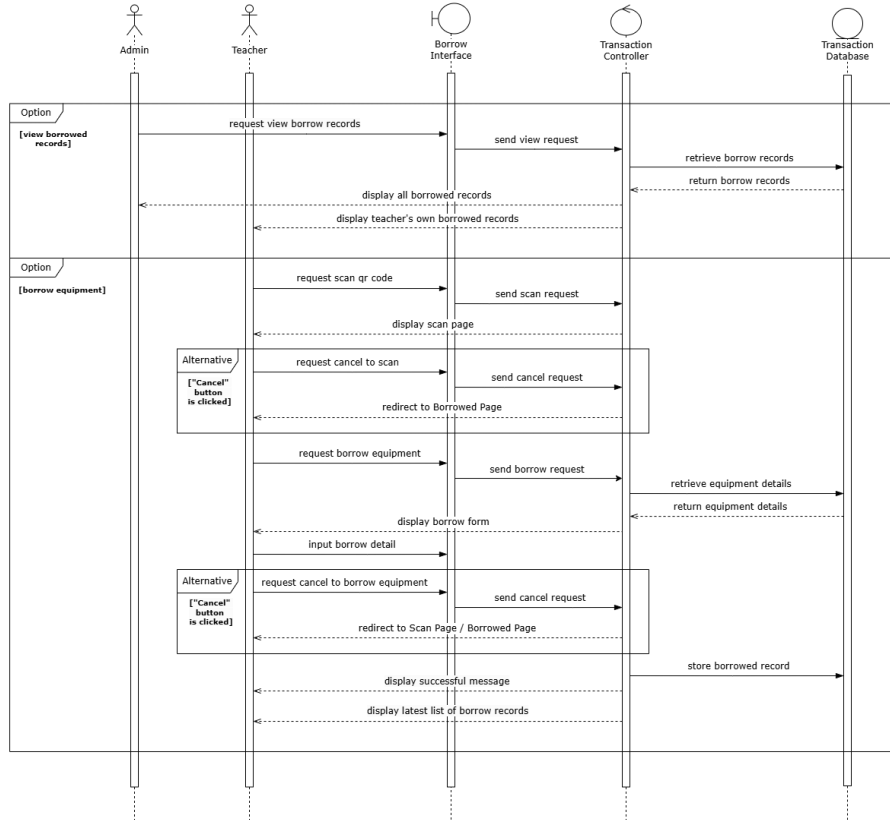 Admin
Teacher
Borrow
Interface
Transaction
Controller
Transaction
Database
Option
[view borrowed
records]
request view borrow records
send view request
retrieve borrow records
return borrow records
display all borrowed records
display teacher's own borrowed records
Option
[borrow equipment]
request scan qr code
send scan request
display scan page
Alternative
["Cancel"
button
is clicked]
request cancel to scan
send cancel request
redirect to Borrowed Page
request borrow equipment
send borrow request
retrieve equipment details
return equipment details
display borrow form
input borrow detail
Alternative
["Cancel"
button
is clicked]
request cancel to borrow equipment
send cancel request
redirect to Scan Page / Borrowed Page
store borrowed record
display successful message
display latest list of borrow records